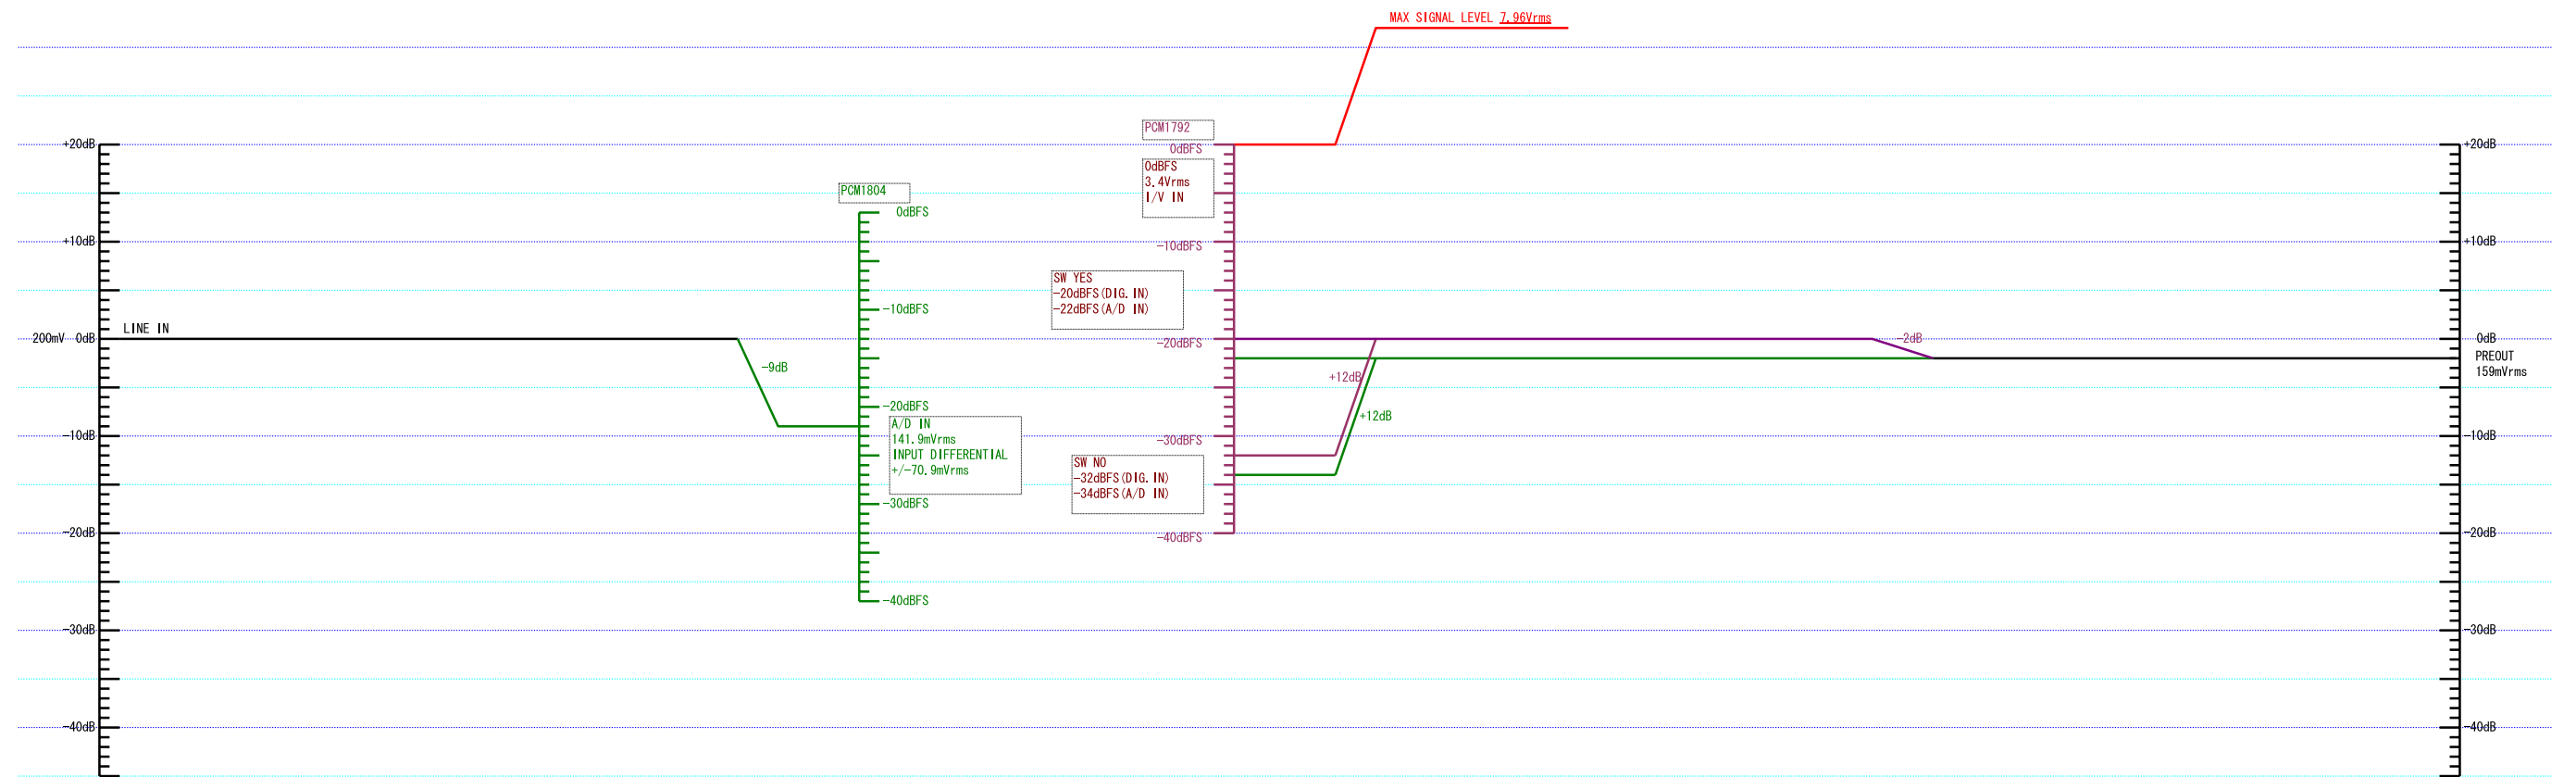 MAX SIGNAL LEVEL 7.96Vrms
+20dB
+10dB
200mV 0dB
-10dB
-20dB
-30dB
-40dB
LINE IN
-9dB
PCM1804
0dBFS
-10dBFS
-20dBFS
-30dBFS
-40dBFS
A/D IN
141.9mVrms
INPUT DIFFERENTIAL
+/-70.9mVrms
PCM1792
0dBFS
0dBFS
3.4Vrms
I/V IN
-10dBFS
SW YES
-20dBFS(DIG.IN)
-22dBFS(A/D IN)
-20dBFS
-30dBFS
SW NO
-32dBFS(DIG.IN)
-34dBFS(A/D IN)
-40dBFS
+12dB
+12dB
-2dB
+20dB
+10dB
0dB
PREOUT
159mVrms
-10dB
-20dB
-30dB
-40dB